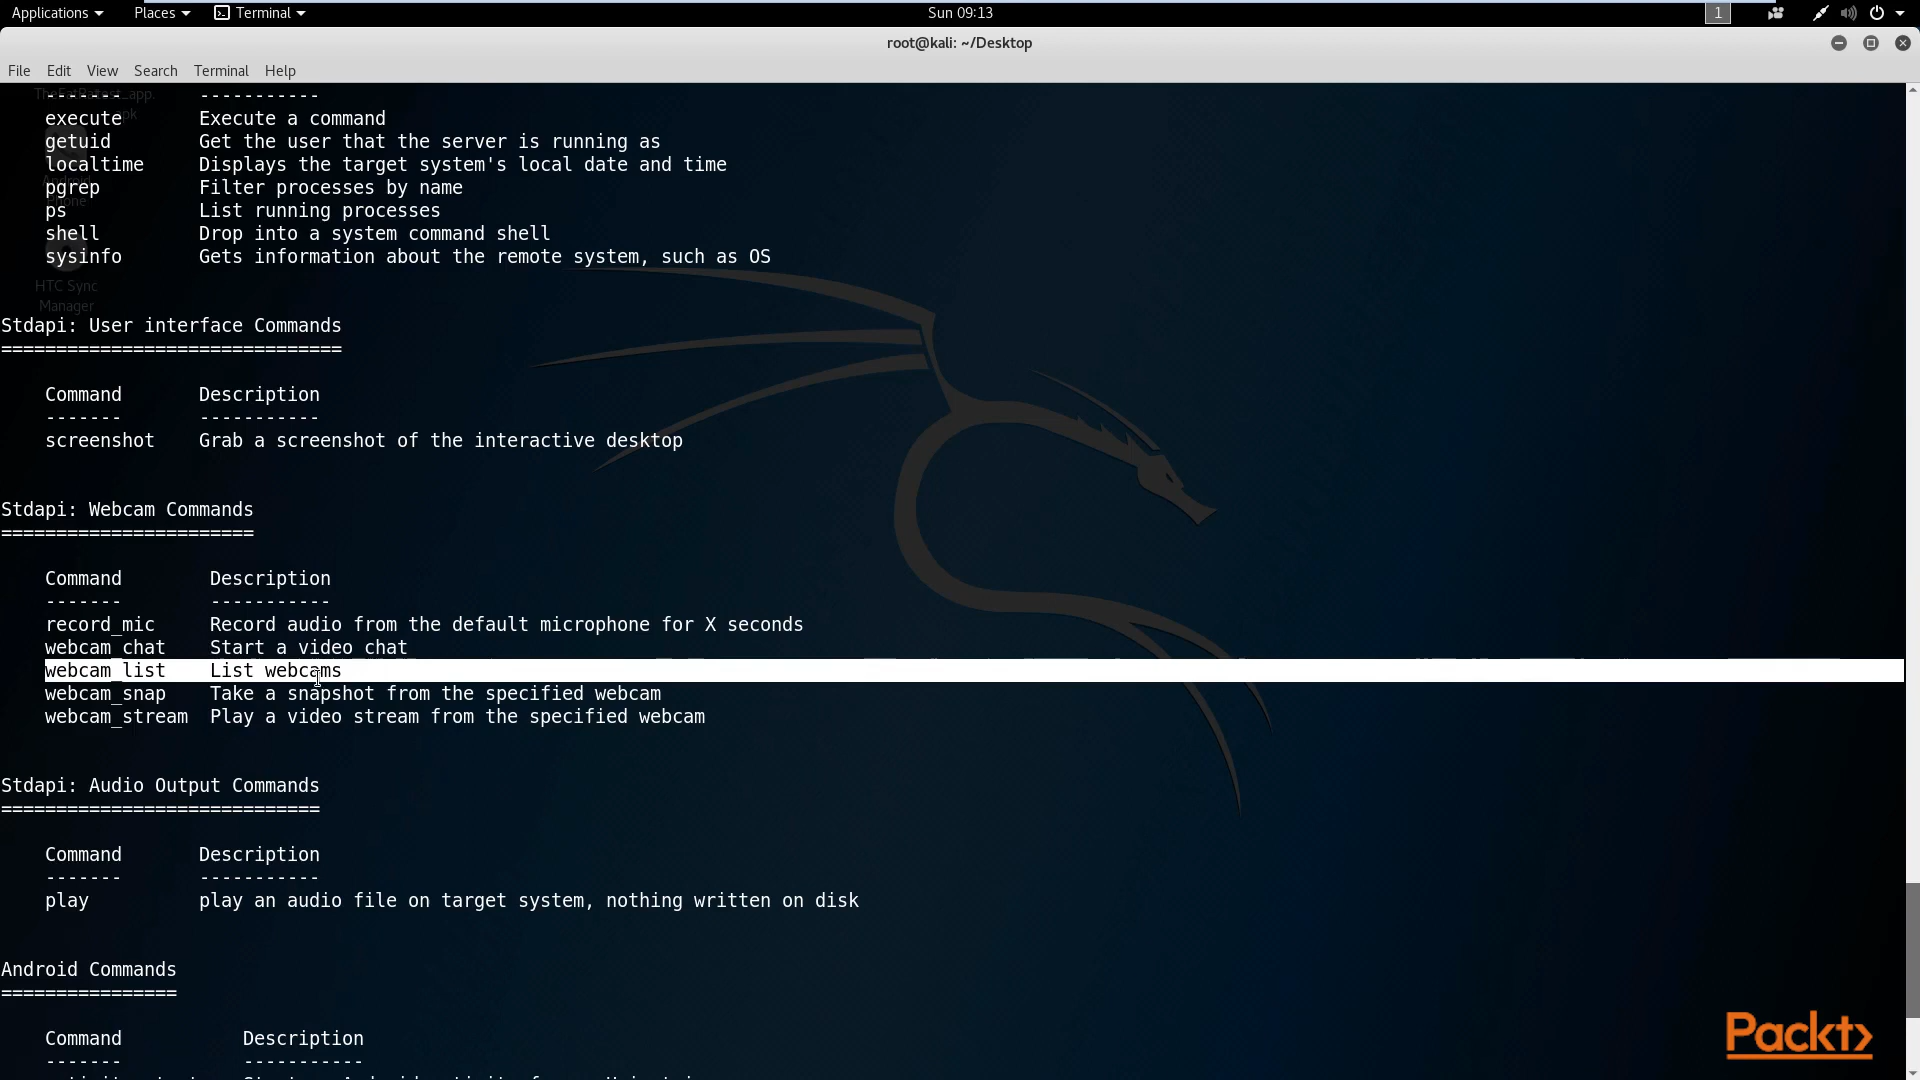 Applications Places Terminal Sun 09:13 1
root@kali: ~/Desktop
File Edit View Search Terminal Help
------- -----------
execute Execute a command
getuid Get the user that the server is running as
localtime Displays the target system's local date and time
pgrep Filter processes by name
ps List running processes
shell Drop into a system command shell
sysinfo Gets information about the remote system, such as OS
HTC Sync
Manager
Stdapi: User interface Commands
===============================
Command Description
------- -----------
screenshot Grab a screenshot of the interactive desktop
Stdapi: Webcam Commands
=======================
Command Description
------- -----------
record_mic Record audio from the default microphone for X seconds
webcam_chat Start a video chat
webcam_list List webcams
webcam_snap Take a snapshot from the specified webcam
webcam_stream Play a video stream from the specified webcam
Stdapi: Audio Output Commands
=============================
Command Description
------- -----------
play play an audio file on target system, nothing written on disk
Android Commands
================
Command Description
------- -----------
Packt>